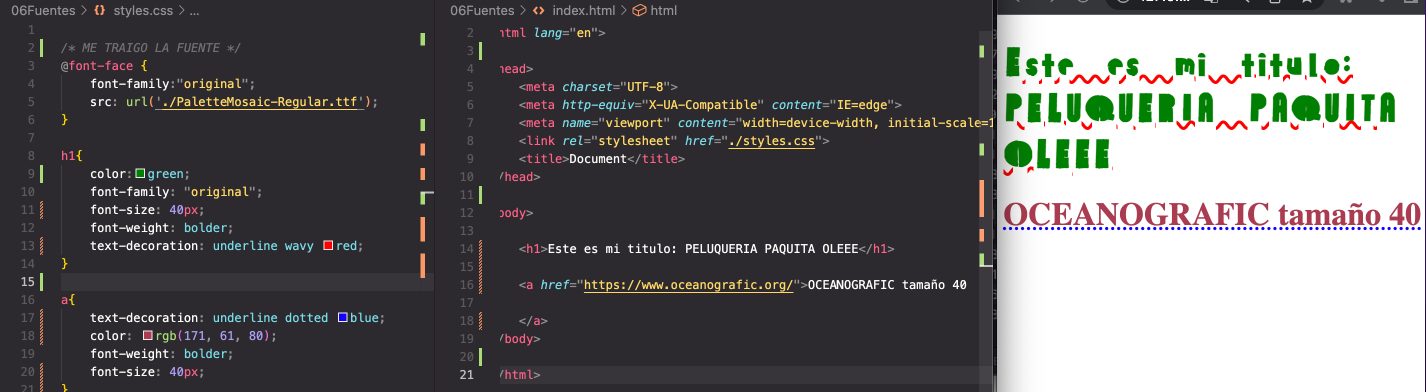 06Fuentes > {} styles.css > ...
1
2 /* ME TRAIGO LA FUENTE */
3 @font-face {
4 font-family:"original";
5 src: url('./PaletteMosaic-Regular.ttf');
6 }
7
8 h1{
9 color:green;
10 font-family: "original";
11 font-size: 40px;
12 font-weight: bolder;
13 text-decoration: underline wavy red;
14 }
15
16 a{
17 text-decoration: underline dotted blue;
18 color: rgb(171, 61, 80);
19 font-weight: bolder;
20 font-size: 40px;
21 }
06Fuentes > <> index.html > html
2 html lang="en">
3
4 head>
5 <meta charset="UTF-8">
6 <meta http-equiv="X-UA-Compatible" content="IE=edge">
7 <meta name="viewport" content="width=device-width, initial-scale=1
8 <link rel="stylesheet" href="./styles.css">
9 <title>Document</title>
10 /head>
11
12 body>
13
14 <h1>Este es mi titulo: PELUQUERIA PAQUITA OLEEE</h1>
15
16 <a href="https://www.oceanografic.org/">OCEANOGRAFIC tamaño 40
17
18 </a>
19 /body>
20
21 /html>
Este es mi titulo:
PELUQUERIA PAQUITA
OLEEE
OCEANOGRAFIC tamaño 40